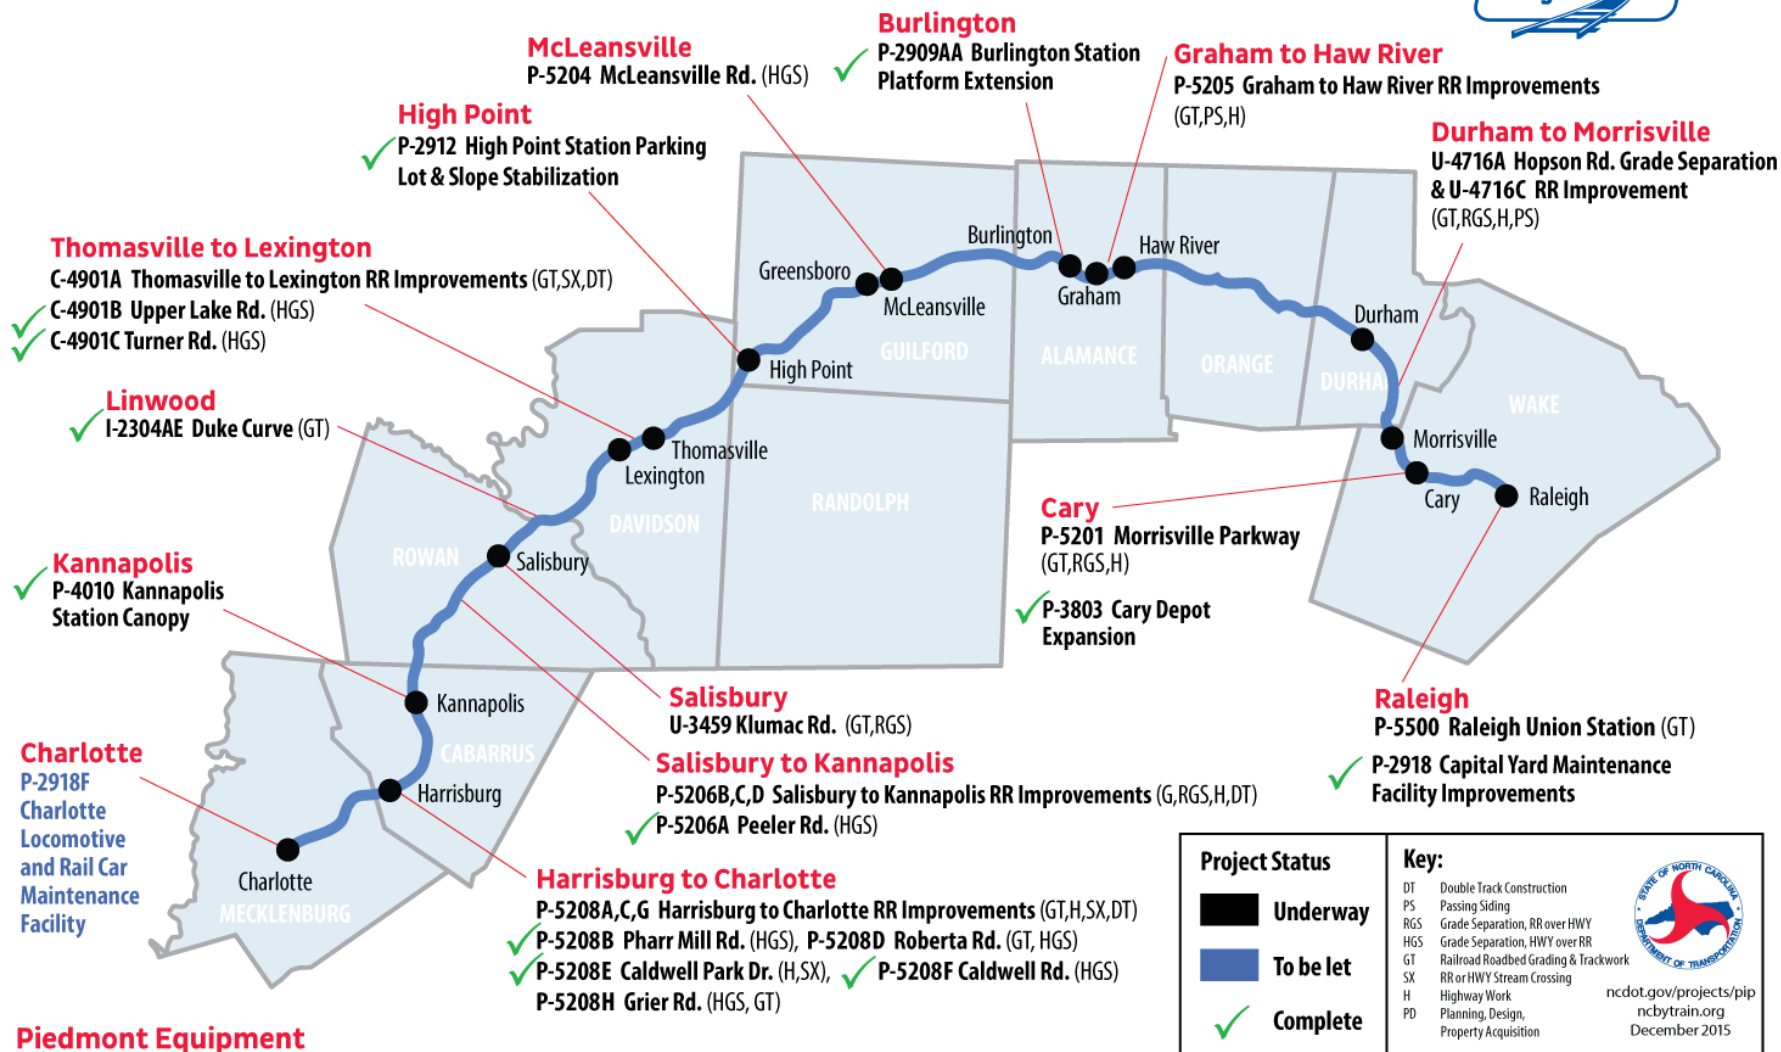 Burlington
P-2909AA Burlington Station
Platform Extension
McLeansville
P-5204 McLeansville Rd. (HGS)
Graham to Haw River
P-5205 Graham to Haw River RR Improvements
(GT,PS,H)
High Point
P-2912 High Point Station Parking
Lot & Slope Stabilization
Durham to Morrisville
U-4716A Hopson Rd. Grade Separation
& U-4716C RR Improvement
(GT,RGS,H,PS)
Thomasville to Lexington
C-4901A Thomasville to Lexington RR Improvements (GT,SX,DT)
C-4901B Upper Lake Rd. (HGS)
C-4901C Turner Rd. (HGS)
Linwood
I-2304AE Duke Curve (GT)
Burlington
Haw River
Greensboro
McLeansville
Graham
Durham
GUILFORD
ALAMANCE
ORANGE
DURHA
WAKE
High Point
Thomasville
Lexington
Morrisville
Cary
Raleigh
RANDOLPH
DAVIDSON
ROWAN
Salisbury
Cary
P-5201 Morrisville Parkway
(GT,RGS,H)
P-3803 Cary Depot
Expansion
Kannapolis
P-4010 Kannapolis
Station Canopy
Kannapolis
CABARRUS
Harrisburg
Charlotte
MECKLENBURG
Salisbury
U-3459 Klumac Rd. (GT,RGS)
Raleigh
P-5500 Raleigh Union Station (GT)
P-2918 Capital Yard Maintenance
Facility Improvements
Charlotte
P-2918F
Charlotte
Locomotive
and Rail Car
Maintenance
Facility
Salisbury to Kannapolis
P-5206B,C,D Salisbury to Kannapolis RR Improvements (G,RGS,H,DT)
P-5206A Peeler Rd. (HGS)
Harrisburg to Charlotte
P-5208A,C,G Harrisburg to Charlotte RR Improvements (GT,H,SX,DT)
P-5208B Pharr Mill Rd. (HGS), P-5208D Roberta Rd. (GT, HGS)
P-5208E Caldwell Park Dr. (H,SX), P-5208F Caldwell Rd. (HGS)
P-5208H Grier Rd. (HGS, GT)
Piedmont Equipment
Project Status
Underway
To be let
Complete
Key:
DT Double Track Construction
PS Passing Siding
RGS Grade Separation, RR over HWY
HGS Grade Separation, HWY over RR
GT Railroad Roadbed Grading & Trackwork
SX RR or HWY Stream Crossing
H Highway Work
PD Planning, Design,
Property Acquisition
STATE OF NORTH CAROLINA
DEPARTMENT OF TRANSPORTATION
ncdot.gov/projects/pip
ncbytrain.org
December 2015